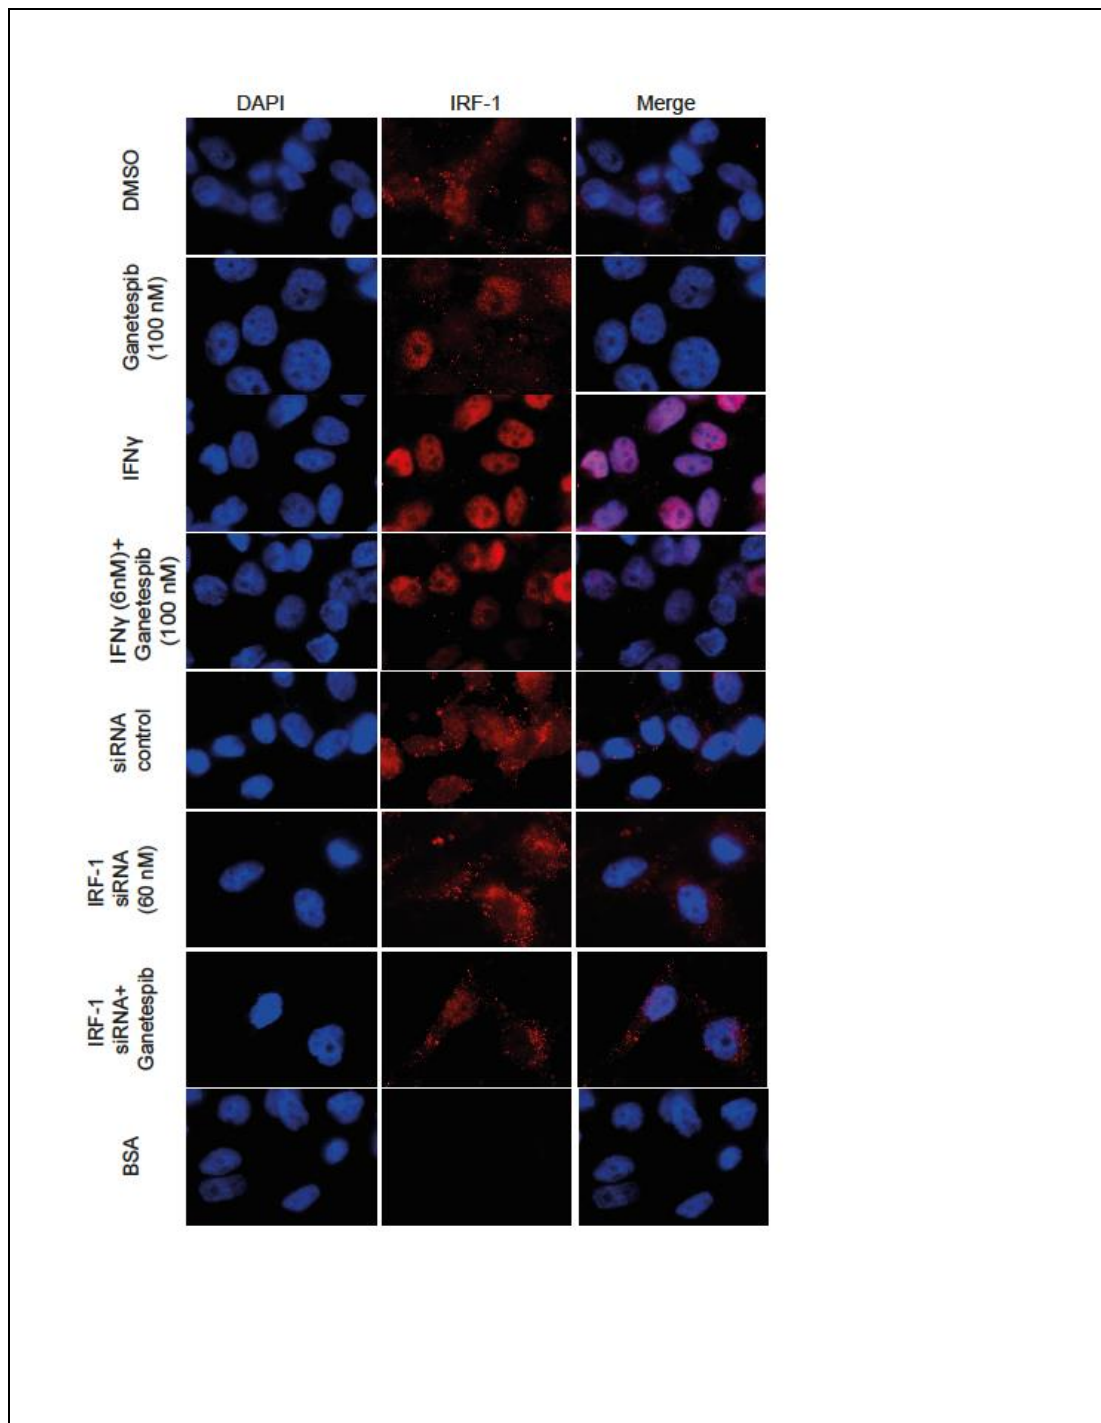 DAPI IRF-1 Merge
DMSO
Ganetespib
(100 nM)
IFNγ
IFNγ (6nM)+
Ganetespib
(100 nM)
siRNA
control
IRF-1
siRNA
(60 nM)
IRF-1
siRNA+
Ganetespib
BSA